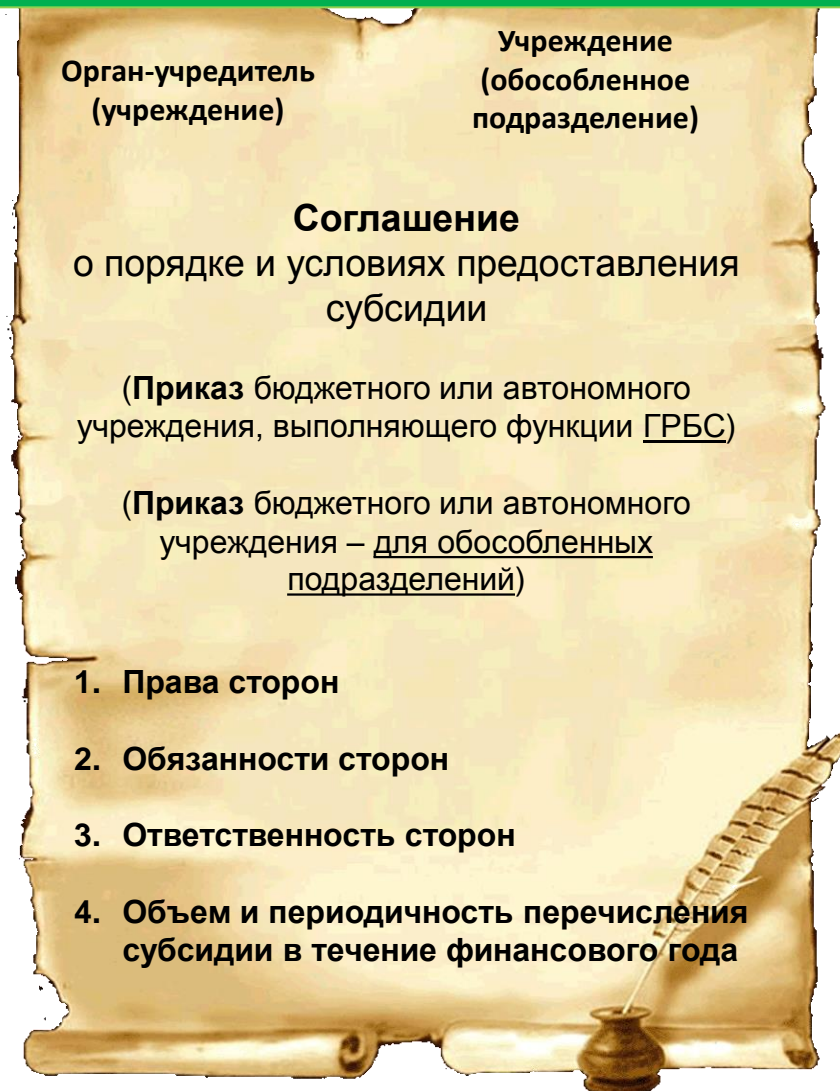 Орган-учредитель
(учреждение)
Учреждение
(обособленное
подразделение)
Соглашение
о порядке и условиях предоставления
субсидии
(Приказ бюджетного или автономного
учреждения, выполняющего функции ГРБС)
(Приказ бюджетного или автономного
учреждения – для обособленных
подразделений)
1. Права сторон
2. Обязанности сторон
3. Ответственность сторон
4. Объем и периодичность перечисления
субсидии в течение финансового года